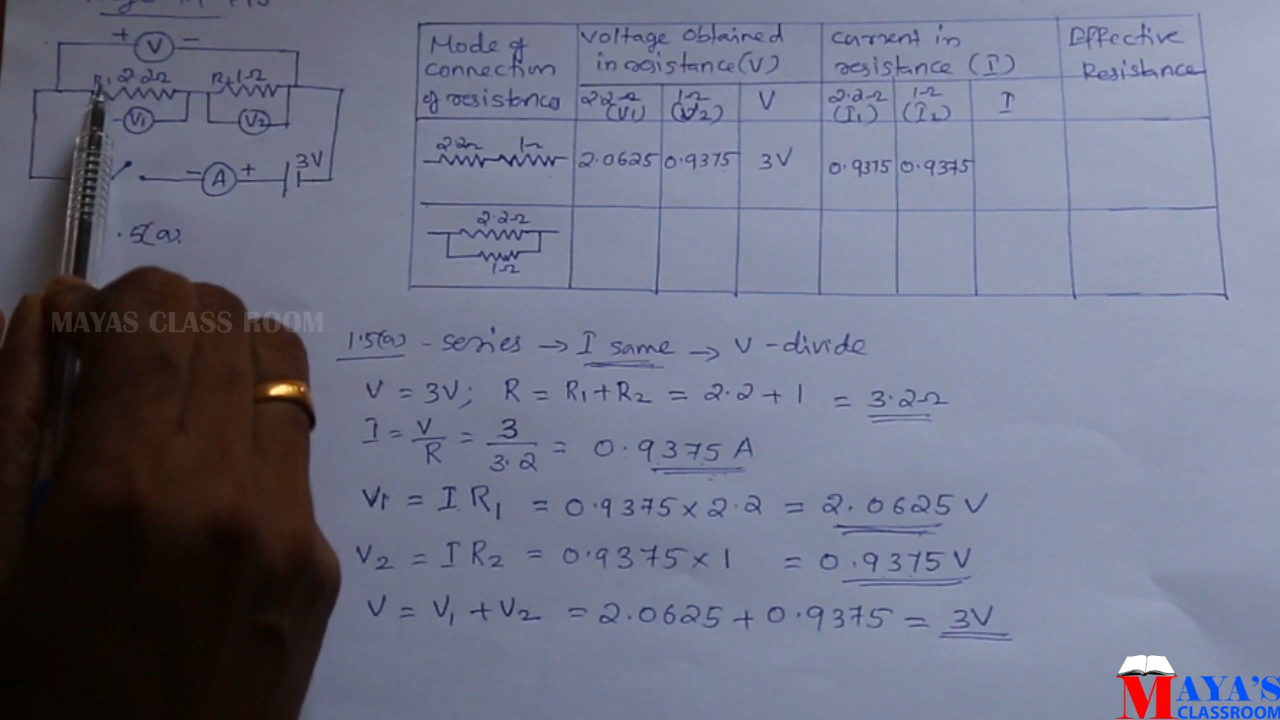 + V −
R1 2.2Ω R2 1Ω
V1 V2
− A + 3V
.5(a)
Mode of connection of resistance
Voltage obtained in resistance (V)
Current in resistance (I)
Effective Resistance
2.2Ω (V1) 1Ω (V2) V 2.2Ω (I1) 1Ω (I2) I
2.2Ω 1Ω 2.0625 0.9375 3V 0.9375 0.9375
2.2Ω
1Ω
MAYAS CLASS ROOM
1.5(a) - series → I same → V - divide
V = 3V; R = R1 + R2 = 2.2 + 1 = 3.2Ω
I = V/R = 3/3.2 = 0.9375 A
V1 = I R1 = 0.9375 × 2.2 = 2.0625 V
V2 = I R2 = 0.9375 × 1 = 0.9375 V
V = V1 + V2 = 2.0625 + 0.9375 = 3V
MAYA'S
CLASSROOM